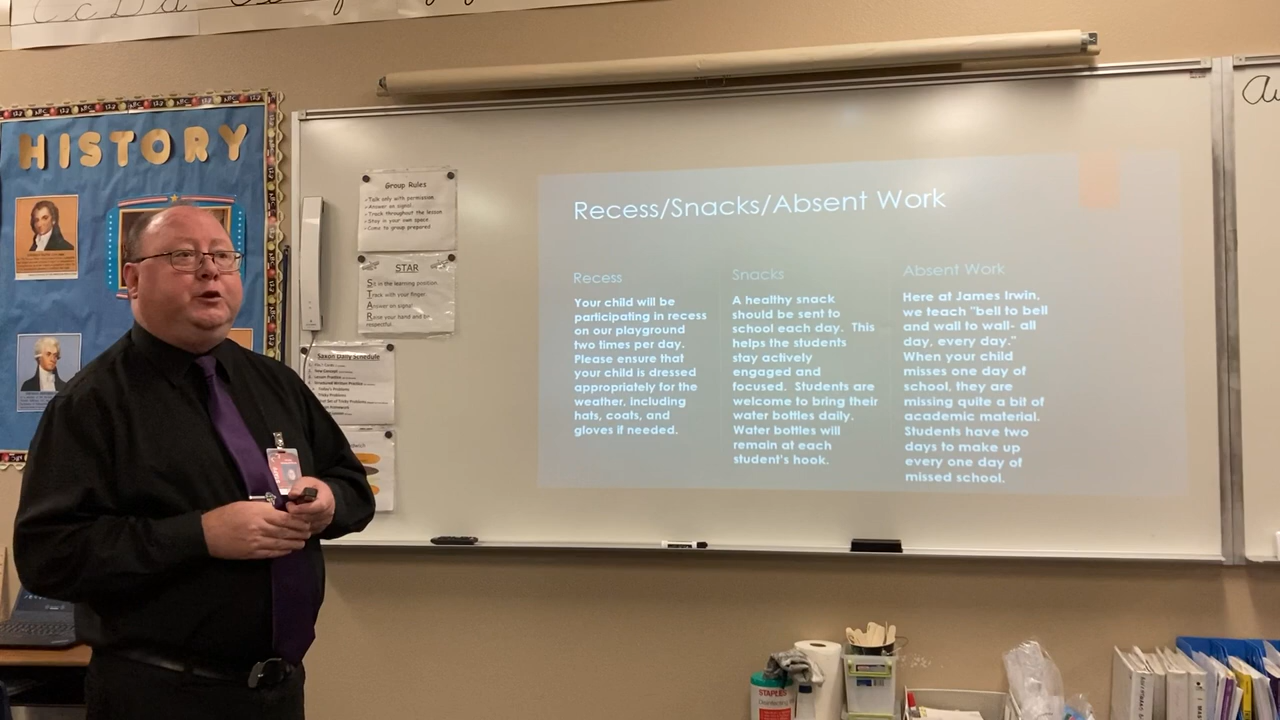 Cc Dd
HISTORY
Group Rules
Talk only with permission.
Answer on signal.
Track throughout the lesson
Stay in your own space
Come to group prepared
STAR
Sit in the learning position.
Track with your finger.
Answer on signal
Raise your hand and be
respectful.
Saxon Daily Schedule
Recess/Snacks/Absent Work
Recess
Your child will be
participating in recess
on our playground
two times per day.
Please ensure that
your child is dressed
appropriately for the
weather, including
hats, coats, and
gloves if needed.
Snacks
A healthy snack
should be sent to
school each day. This
helps the students
stay actively
engaged and
focused. Students are
welcome to bring their
water bottles daily.
Water bottles will
remain at each
student's hook.
Absent Work
Here at James Irwin,
we teach "bell to bell
and wall to wall- all
day, every day."
When your child
misses one day of
school, they are
missing quite a bit of
academic material.
Students have two
days to make up
every one day of
missed school.
STAPLES